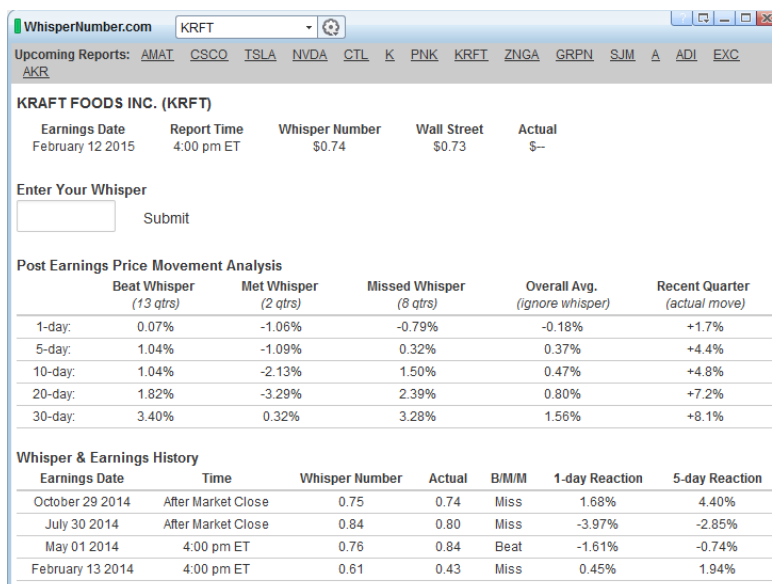 WhisperNumber.com KRFT
Upcoming Reports: AMAT CSCO TSLA NVDA CTL K PNK KRFT ZNGA GRPN SJM A ADI EXC
AKR
KRAFT FOODS INC. (KRFT)
Earnings Date Report Time Whisper Number Wall Street Actual
February 12 2015 4:00 pm ET $0.74 $0.73 $--
Enter Your Whisper
Submit
Post Earnings Price Movement Analysis
Beat Whisper Met Whisper Missed Whisper Overall Avg. Recent Quarter
(13 qtrs) (2 qtrs) (8 qtrs) (ignore whisper) (actual move)
1-day: 0.07% -1.06% -0.79% -0.18% +1.7%
5-day: 1.04% -1.09% 0.32% 0.37% +4.4%
10-day: 1.04% -2.13% 1.50% 0.47% +4.8%
20-day: 1.82% -3.29% 2.39% 0.80% +7.2%
30-day: 3.40% 0.32% 3.28% 1.56% +8.1%
Whisper & Earnings History
Earnings Date Time Whisper Number Actual B/M/M 1-day Reaction 5-day Reaction
October 29 2014 After Market Close 0.75 0.74 Miss 1.68% 4.40%
July 30 2014 After Market Close 0.84 0.80 Miss -3.97% -2.85%
May 01 2014 4:00 pm ET 0.76 0.84 Beat -1.61% -0.74%
February 13 2014 4:00 pm ET 0.61 0.43 Miss 0.45% 1.94%